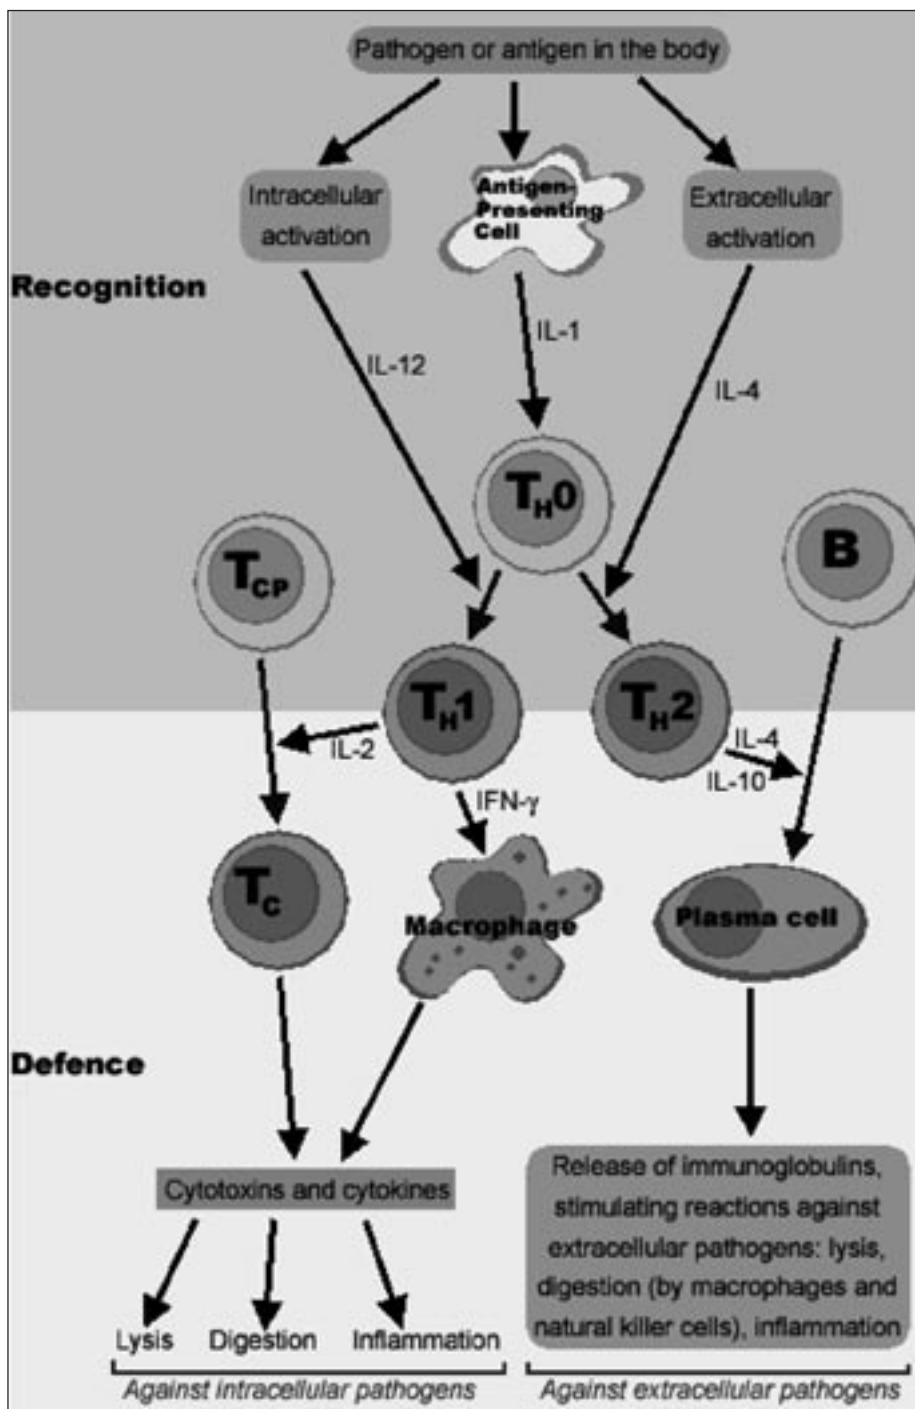 Pathogen or antigen in the body
Intracellular
activation
Antigen-
Presenting
Cell
Extracellular
activation
Recognition
IL-12
IL-1
IL-4
TH0
TCP
B
TH1
TH2
IL-2
IL-4
IL-10
IFN-γ
TC
Macrophage
Plasma cell
Defence
Cytotoxins and cytokines
Release of immunoglobulins,
stimulating reactions against
extracellular pathogens: lysis,
digestion (by macrophages and
natural killer cells), inflammation
Lysis
Digestion
Inflammation
Against intracellular pathogens
Against extracellular pathogens